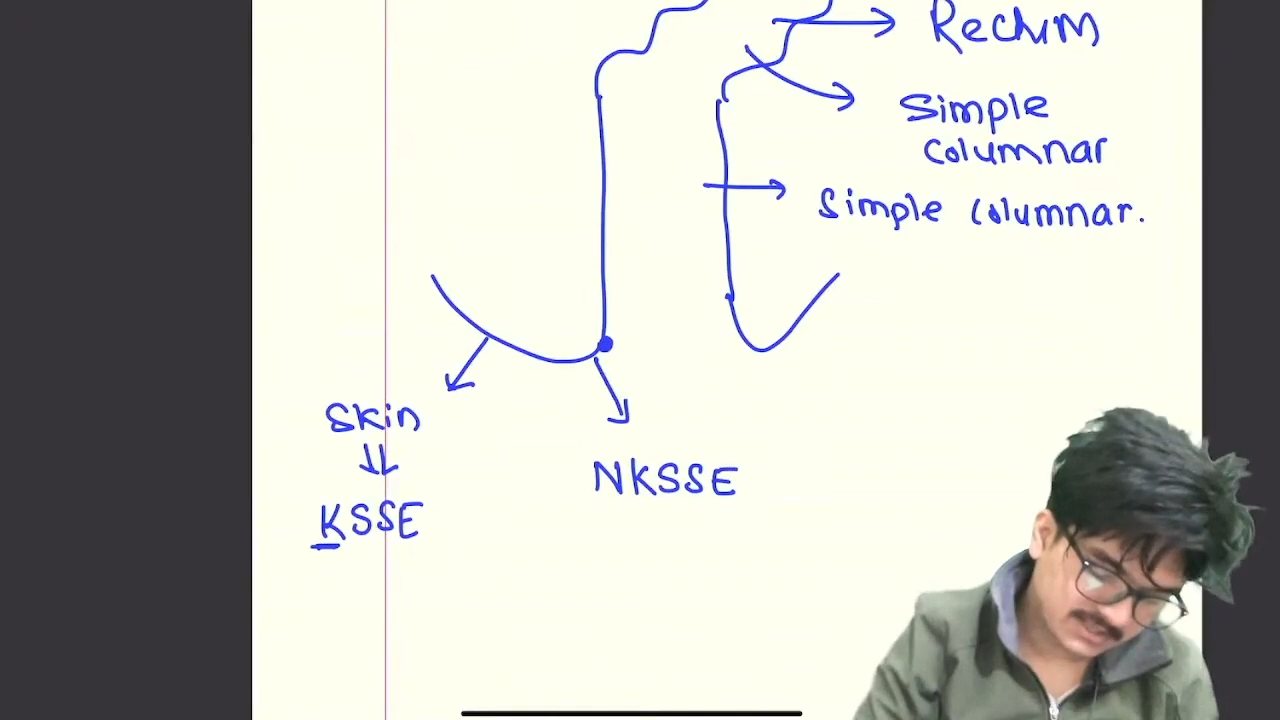 Rectum
Simple
columnar
Simple columnar.
Skin
NKSSE
KSSE